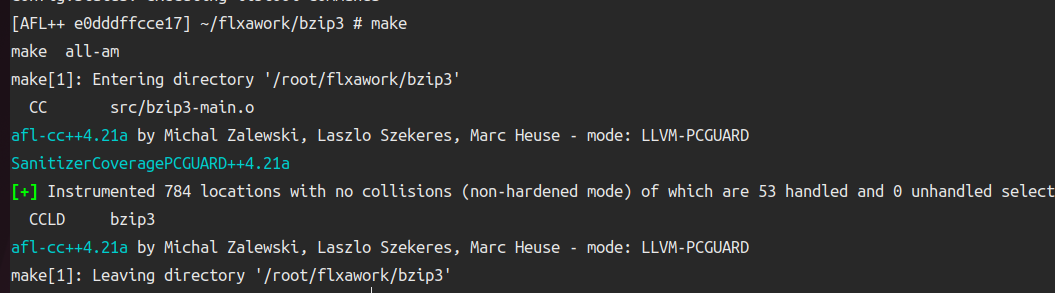 [AFL++ e0dddffcce17] ~/flxawork/bzip3 # make
make  all-am
make[1]: Entering directory '/root/flxawork/bzip3'
  CC       src/bzip3-main.o
afl-cc++4.21a by Michal Zalewski, Laszlo Szekeres, Marc Heuse - mode: LLVM-PCGUARD
SanitizerCoveragePCGUARD++4.21a
[+] Instrumented 784 locations with no collisions (non-hardened mode) of which are 53 handled and 0 unhandled select
  CCLD     bzip3
afl-cc++4.21a by Michal Zalewski, Laszlo Szekeres, Marc Heuse - mode: LLVM-PCGUARD
make[1]: Leaving directory '/root/flxawork/bzip3'